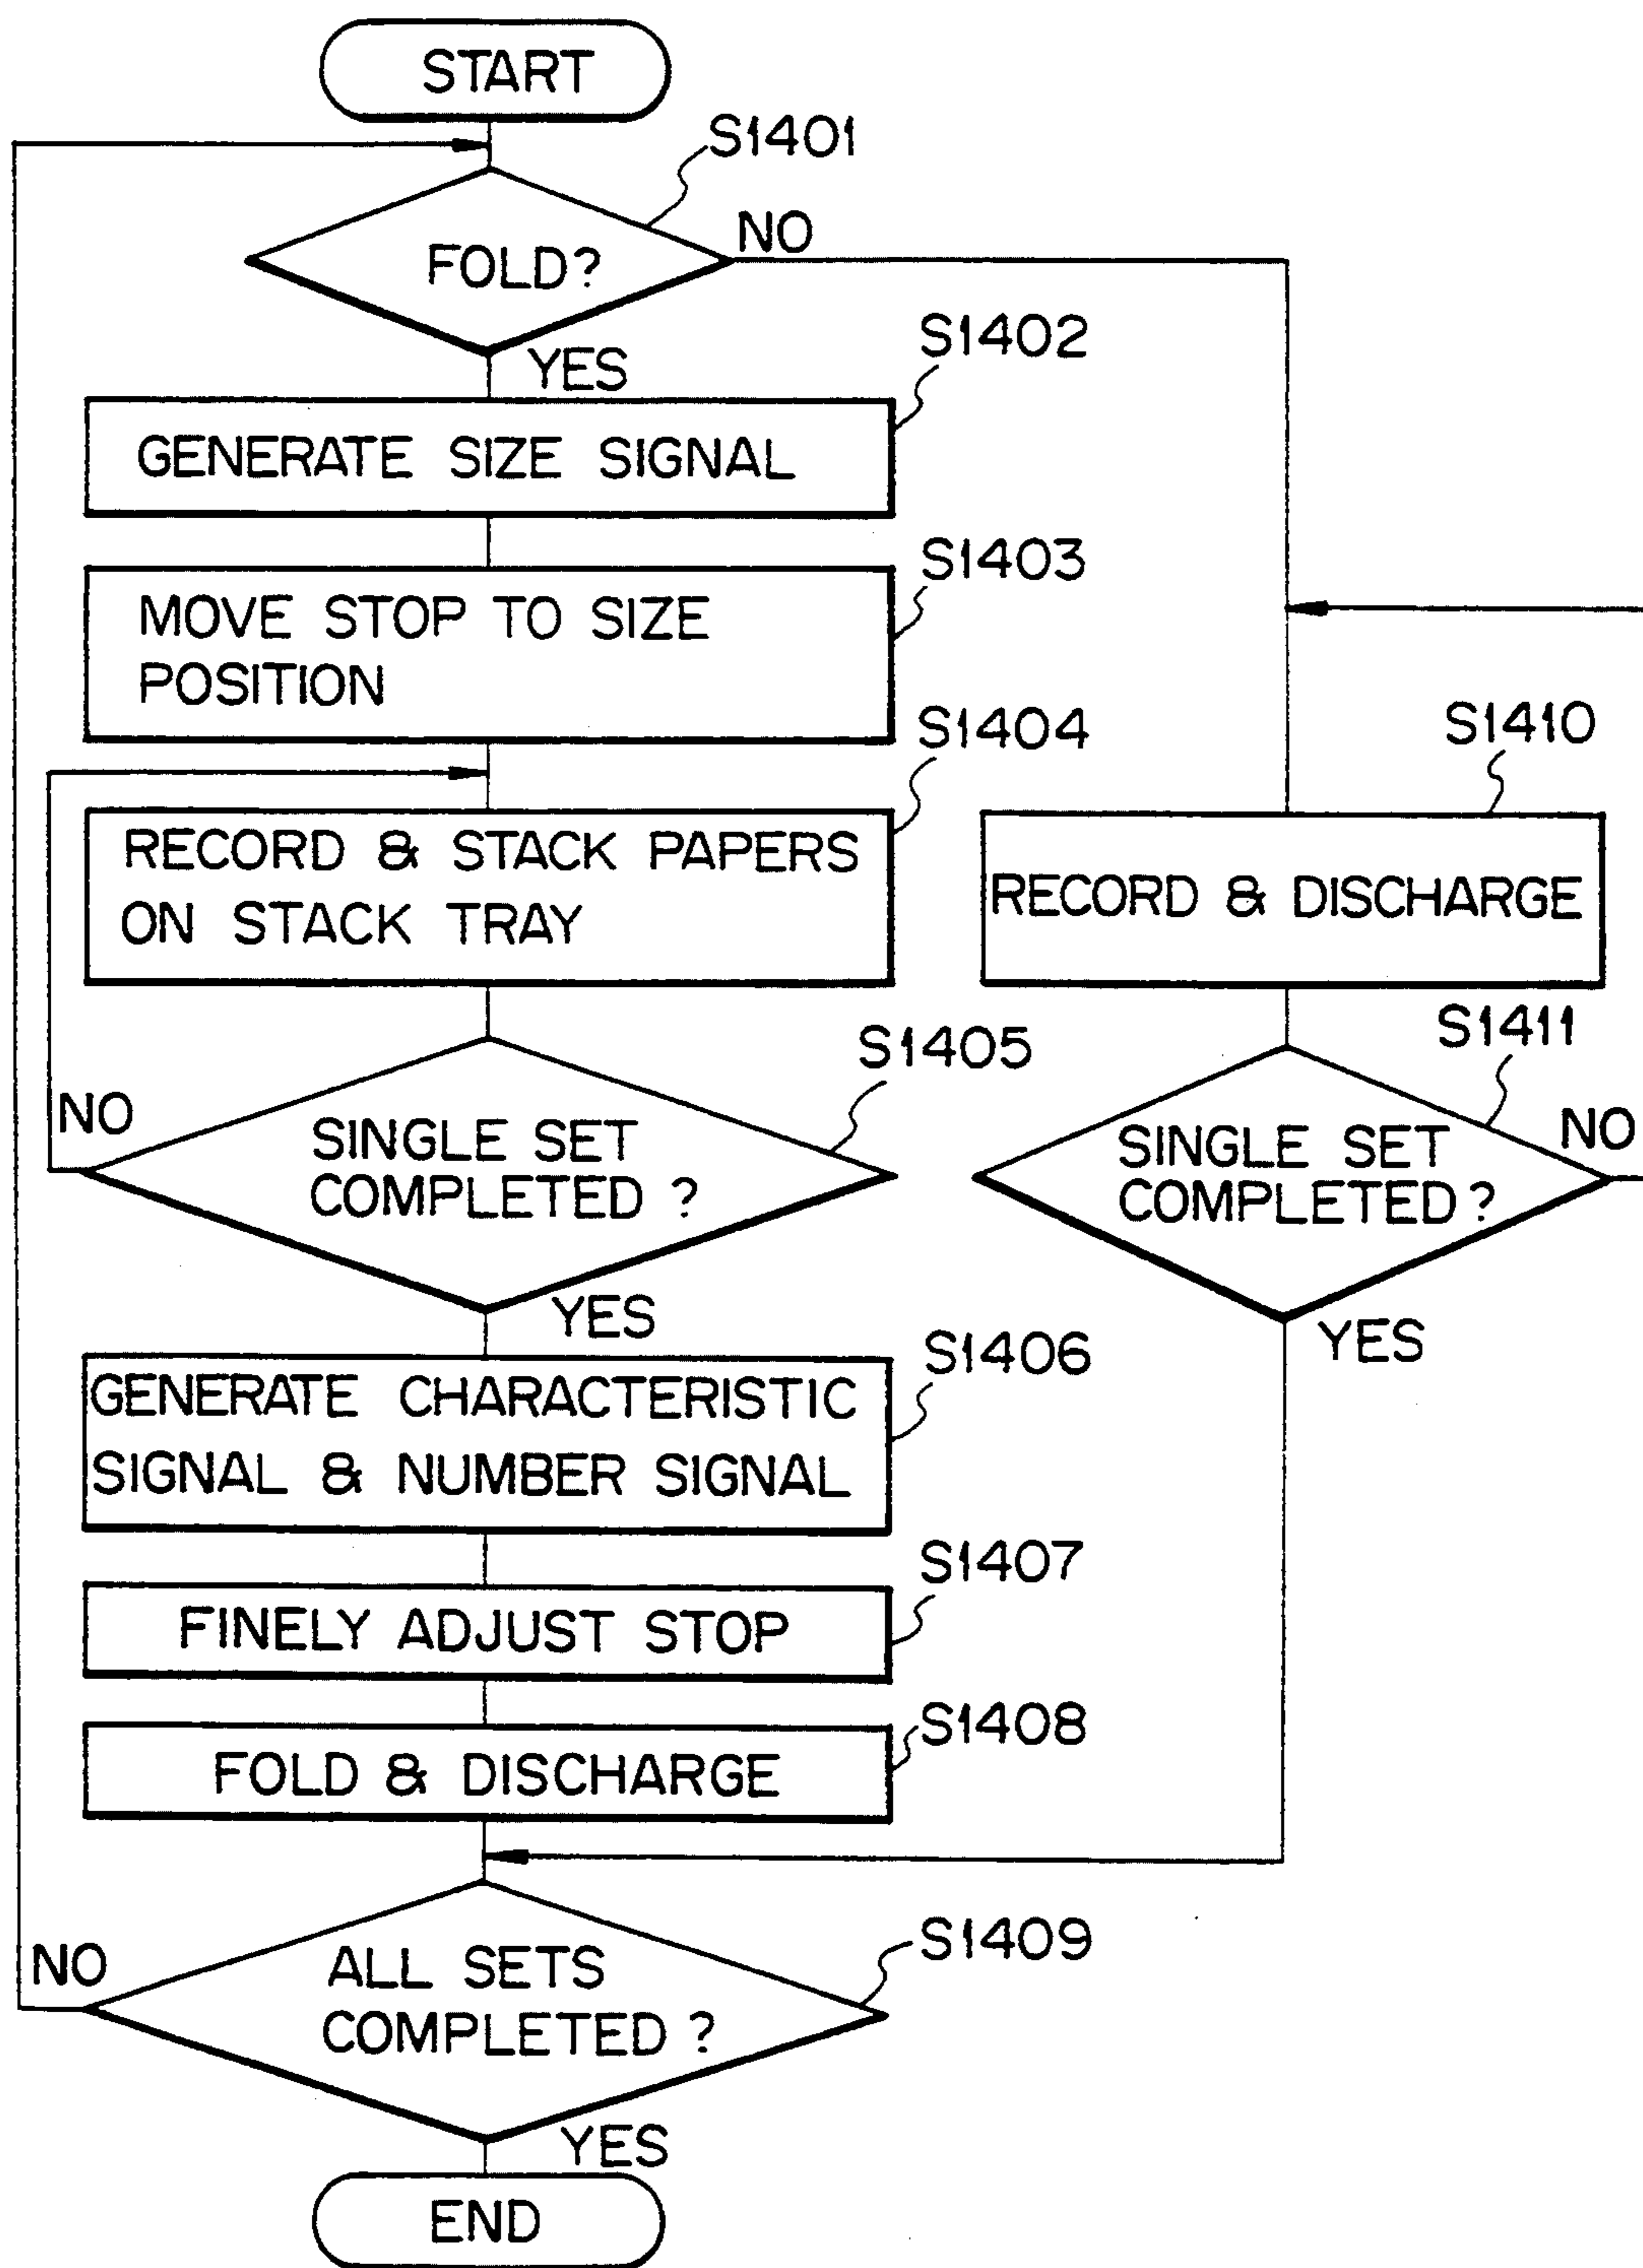 START
S1401
FOLD?
NO
YES
S1402
GENERATE SIZE SIGNAL
S1403
MOVE STOP TO SIZE
POSITION
S1404
RECORD & STACK PAPERS
ON STACK TRAY
S1405
NO
SINGLE SET
COMPLETED ?
YES
S1406
GENERATE CHARACTERISTIC
SIGNAL & NUMBER SIGNAL
S1407
FINELY ADJUST STOP
S1408
FOLD & DISCHARGE
S1410
RECORD & DISCHARGE
S1411
SINGLE SET
COMPLETED ?
NO
YES
S1409
NO
ALL SETS
COMPLETED ?
YES
END